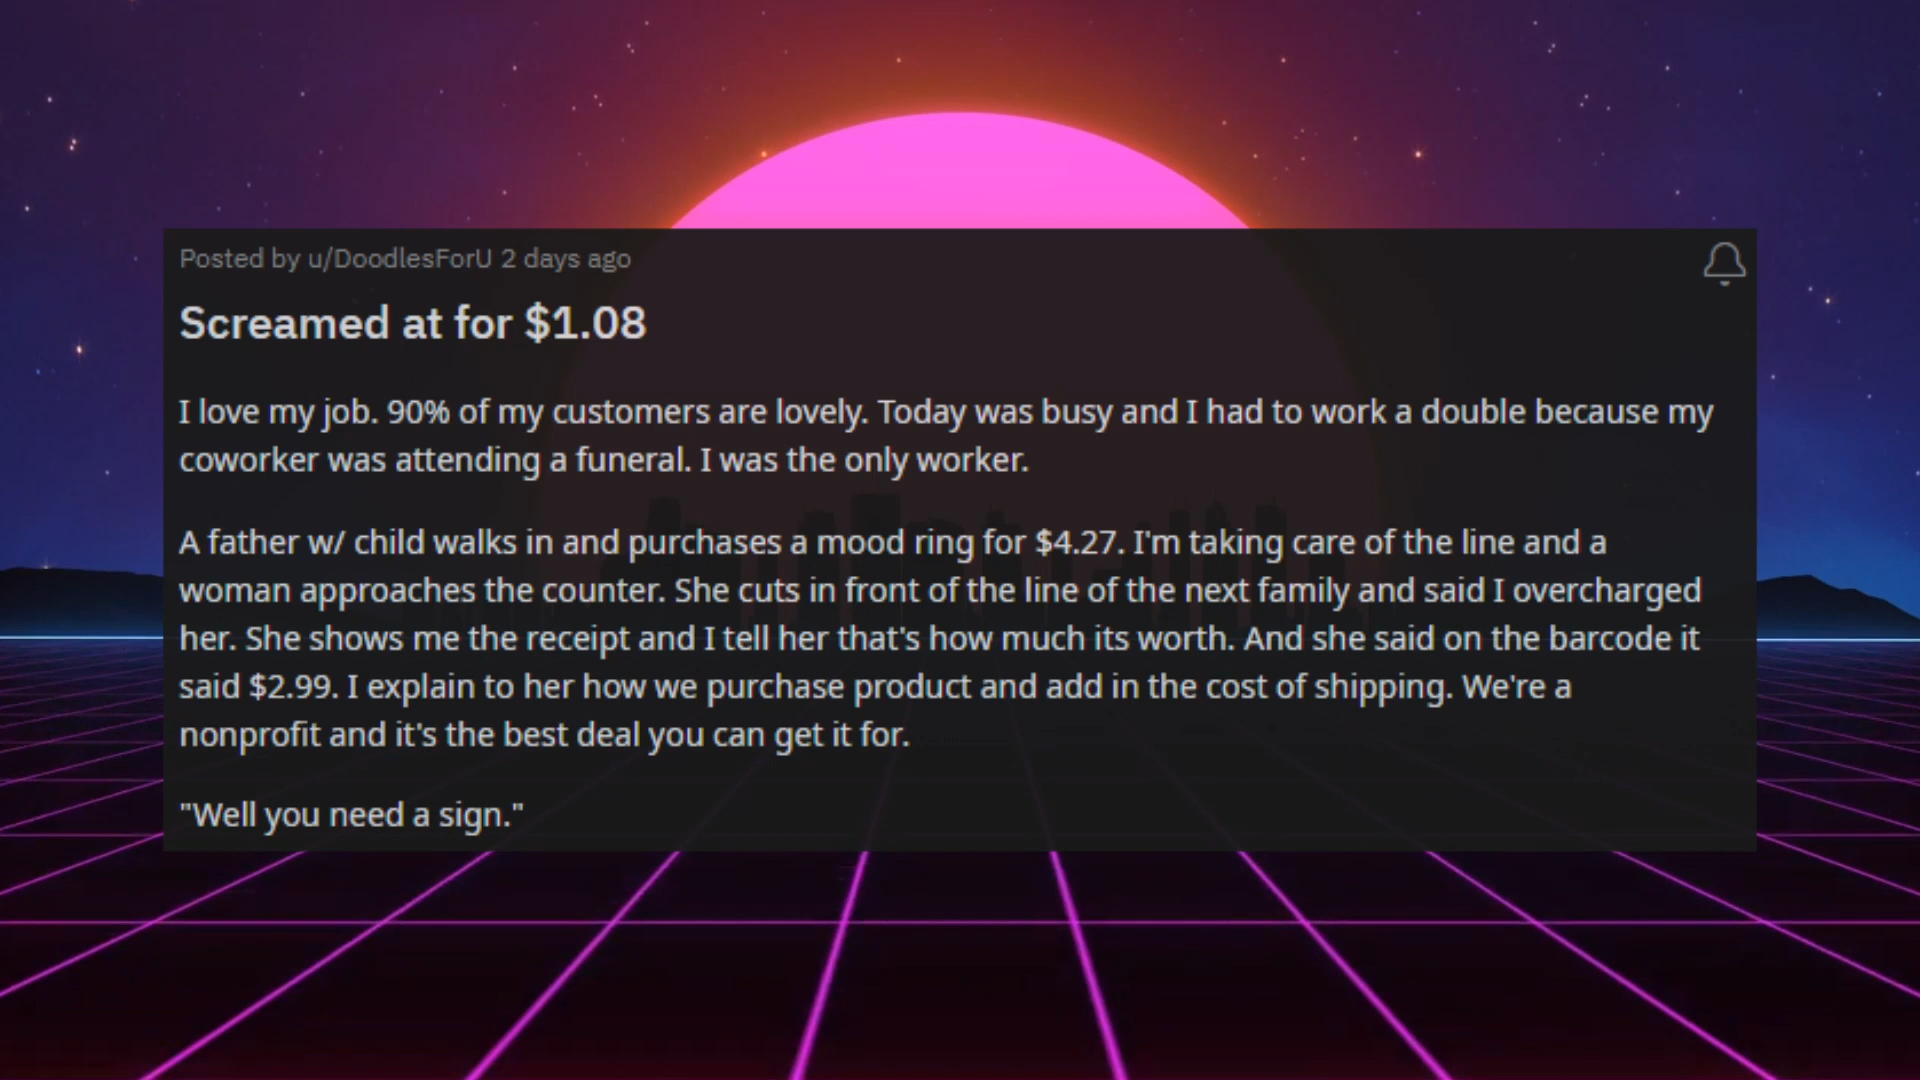 Posted by u/DoodlesForU 2 days ago
Screamed at for $1.08
I love my job. 90% of my customers are lovely. Today was busy and I had to work a double because my
coworker was attending a funeral. I was the only worker.
A father w/ child walks in and purchases a mood ring for $4.27. I'm taking care of the line and a
woman approaches the counter. She cuts in front of the line of the next family and said I overcharged
her. She shows me the receipt and I tell her that's how much its worth. And she said on the barcode it
said $2.99. I explain to her how we purchase product and add in the cost of shipping. We're a
nonprofit and it's the best deal you can get it for.
"Well you need a sign."